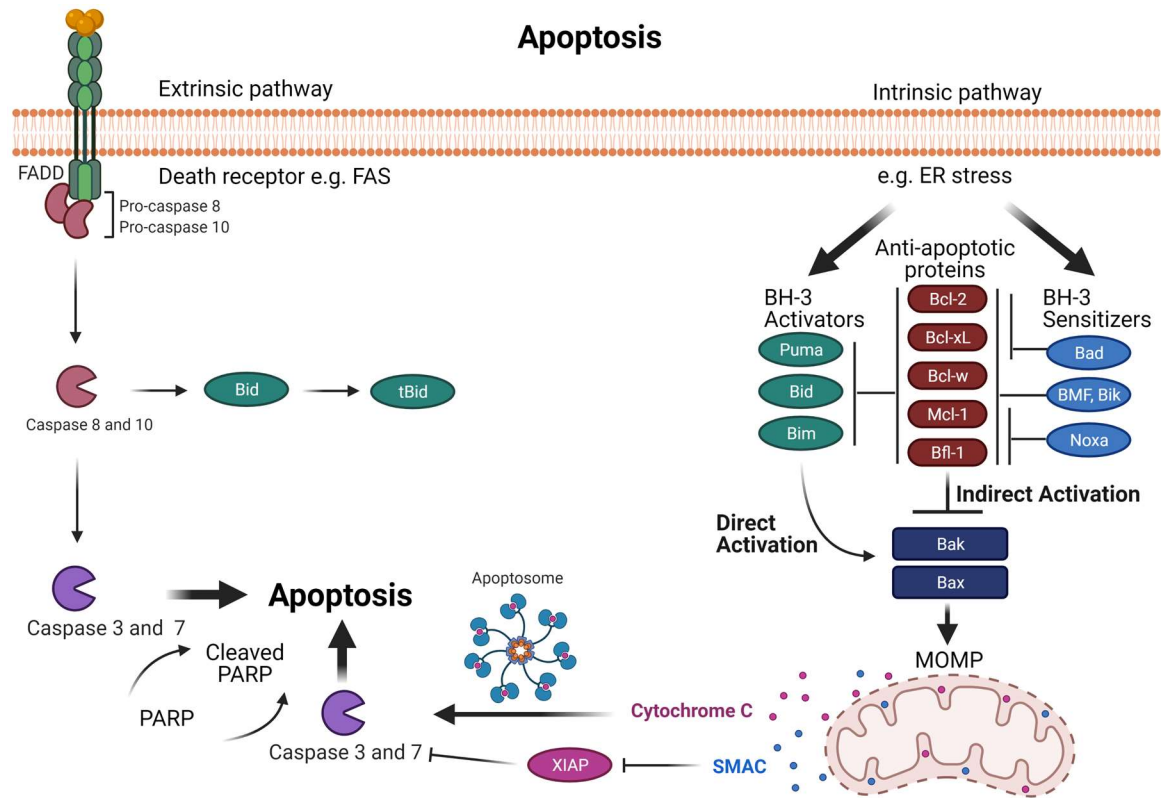 Apoptosis
Extrinsic pathway
Intrinsic pathway
FADD
Death receptor e.g. FAS
e.g. ER stress
Pro-caspase 8
Pro-caspase 10
Anti-apoptotic
proteins
BH-3
Activators
BH-3
Sensitizers
Bcl-2
Bcl-xL
Bcl-w
Mcl-1
Bfl-1
Puma
Bid
Bim
Bad
BMF, Bik
Noxa
Bid
tBid
Caspase 8 and 10
Indirect Activation
Direct
Activation
Bak
Bax
MOMP
Apoptosome
Apoptosis
Caspase 3 and 7
Cleaved
PARP
PARP
Caspase 3 and 7
Cytochrome C
XIAP
SMAC